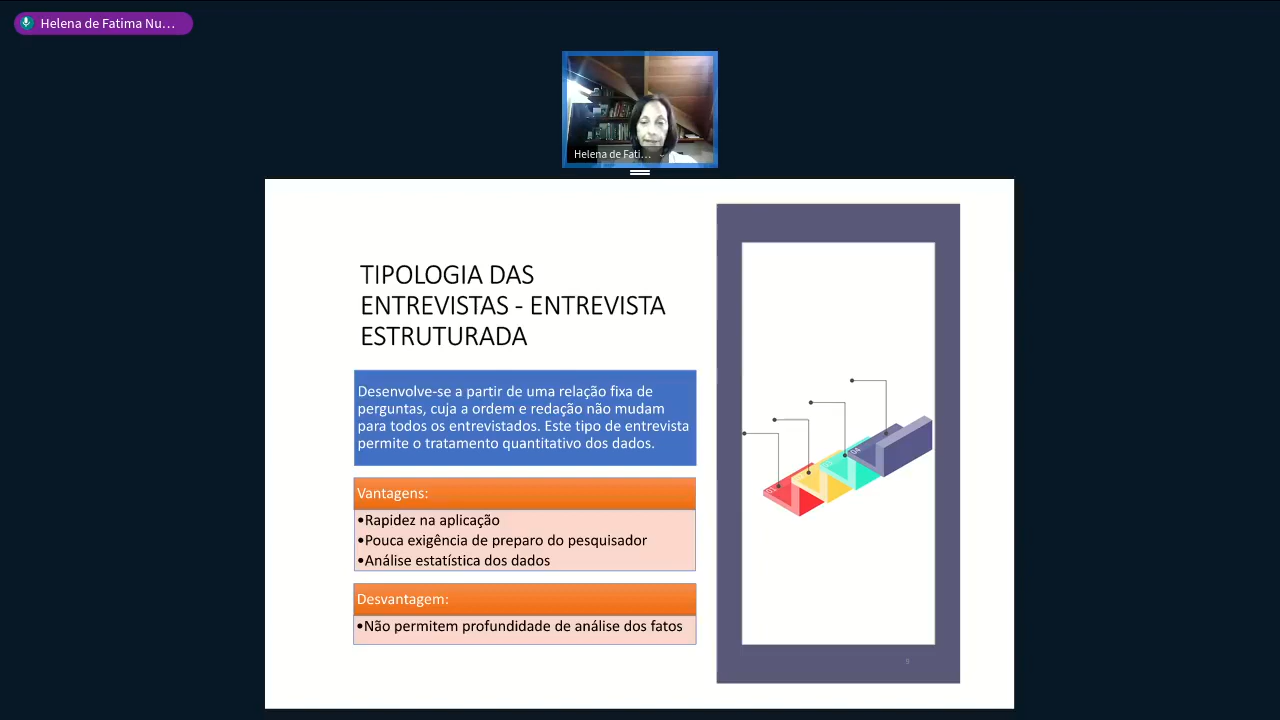 Helena de Fatima Nu...
Helena de Fati...
TIPOLOGIA DAS
ENTREVISTAS - ENTREVISTA
ESTRUTURADA
Desenvolve-se a partir de uma relação fixa de
perguntas, cuja a ordem e redação não mudam
para todos os entrevistados. Este tipo de entrevista
permite o tratamento quantitativo dos dados.
Vantagens:
•Rapidez na aplicação
•Pouca exigência de preparo do pesquisador
•Análise estatística dos dados
Desvantagem:
•Não permitem profundidade de análise dos fatos
04